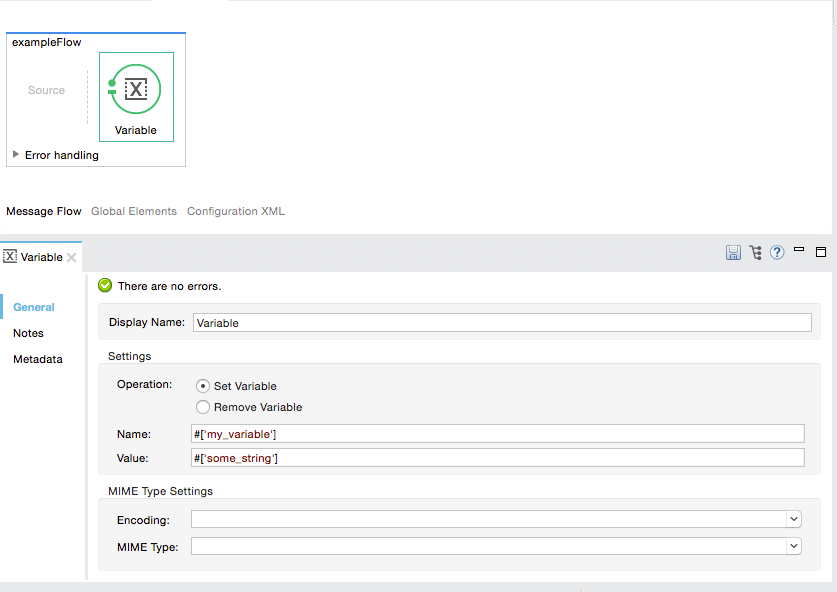 exampleFlow
Source
Variable
Error handling
Message Flow Global Elements Configuration XML
Variable
There are no errors.
General
Notes
Metadata
Display Name: Variable
Settings
Operation: Set Variable
Remove Variable
Name: #['my_variable']
Value: #['some_string']
MIME Type Settings
Encoding:
MIME Type: